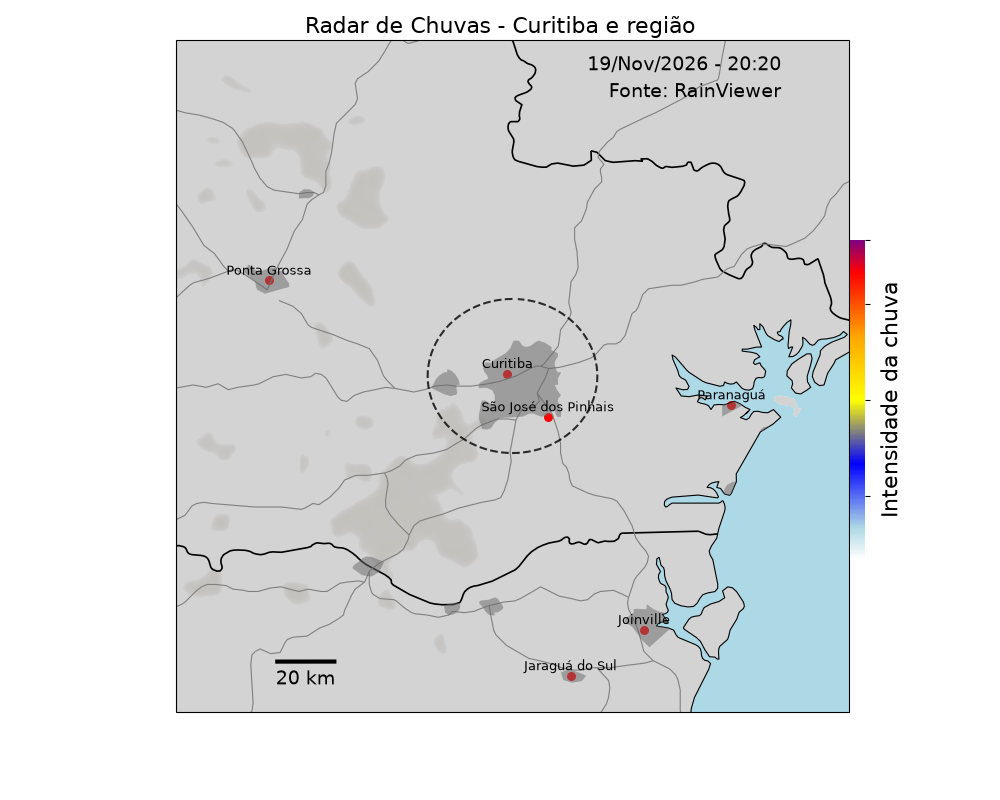 Radar de Chuvas - Curitiba e região
19/Nov/2026 - 20:20
Fonte: RainViewer
Ponta Grossa
Curitiba
São José dos Pinhais
Paranaguá
Intensidade da chuva
Joinville
Jaraguá do Sul
20 km